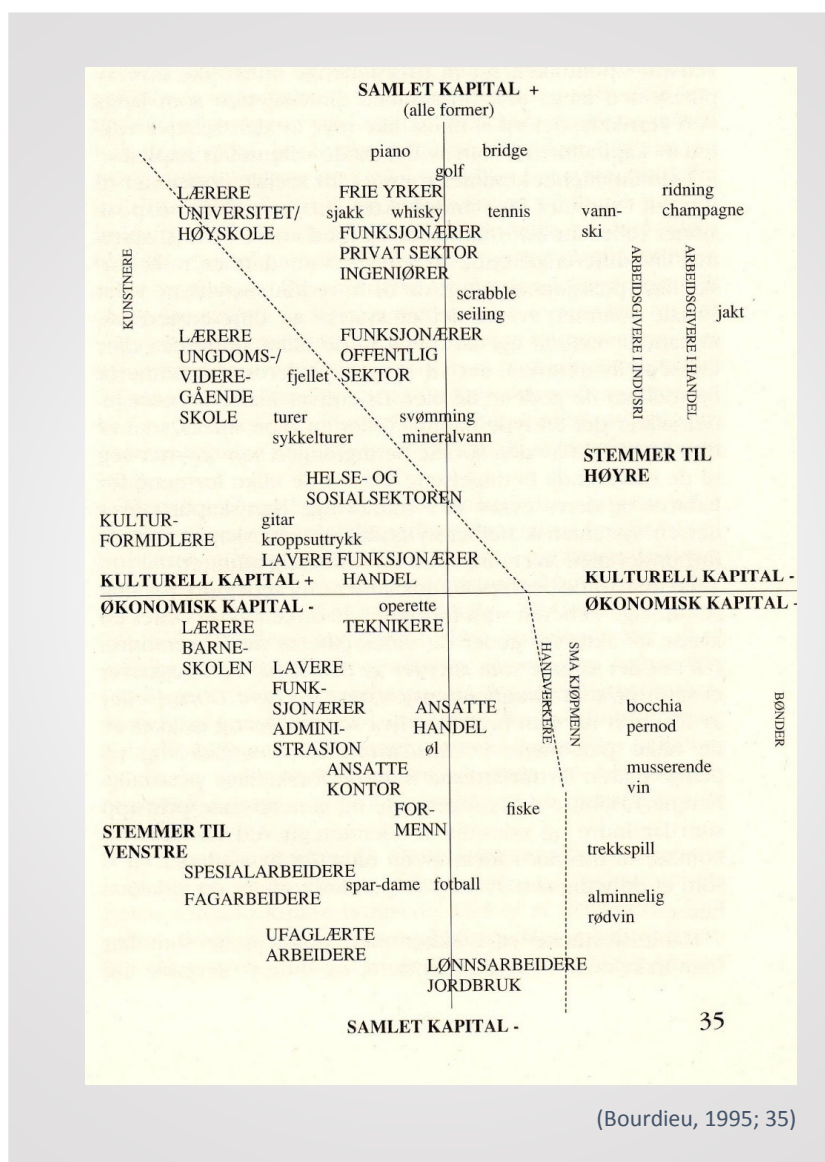 SAMLET KAPITAL +
(alle former)
piano bridge
golf
LÆRERE FRIE YRKER ridning
UNIVERSITET/ sjakk whisky tennis vann- champagne
HØYSKOLE FUNKSJONÆRER ski
PRIVAT SEKTOR
INGENIØRER
KUNSTNERE
ARBEIDSGIVERE I INDUSRI
ARBEIDSGIVERE I HANDEL
scrabble
seiling jakt
LÆRERE FUNKSJONÆRER
UNGDOMS-/ OFFENTLIG
VIDERE- fjellet SEKTOR
GÅENDE
SKOLE turer svømming
sykkelturer mineralvann
STEMMER TIL
HØYRE
HELSE- OG
SOSIALSEKTOREN
KULTUR- gitar
FORMIDLERE kroppsuttrykk
LAVERE FUNKSJONÆRER
KULTURELL KAPITAL + HANDEL KULTURELL KAPITAL -
ØKONOMISK KAPITAL - operette ØKONOMISK KAPITAL
LÆRERE TEKNIKERE
BARNE-
SKOLEN LAVERE
FUNK-
SJONÆRER ANSATTE bocchia
ADMINI- HANDEL pernod
STRASJON øl
HANDVERKERE
SMA KJØPMENN
BØNDER
ANSATTE musserende
KONTOR vin
FOR- fiske
MENN
STEMMER TIL
VENSTRE
trekkspill
SPESIALARBEIDERE
spar-dame fotball
FAGARBEIDERE alminnelig
rødvin
UFAGLÆRTE
ARBEIDERE
LØNNSARBEIDERE
JORDBRUK
SAMLET KAPITAL -
35
(Bourdieu, 1995; 35)